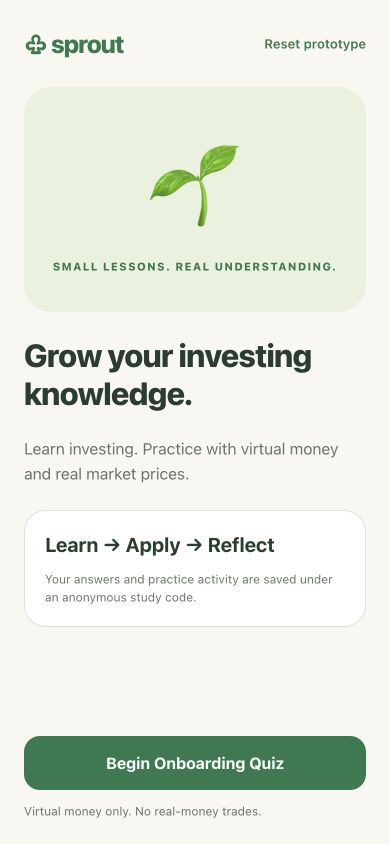 sprout
Reset prototype
SMALL LESSONS. REAL UNDERSTANDING.
Grow your investing
knowledge.
Learn investing. Practice with virtual money
and real market prices.
Learn → Apply → Reflect
Your answers and practice activity are saved under
an anonymous study code.
Begin Onboarding Quiz
Virtual money only. No real-money trades.